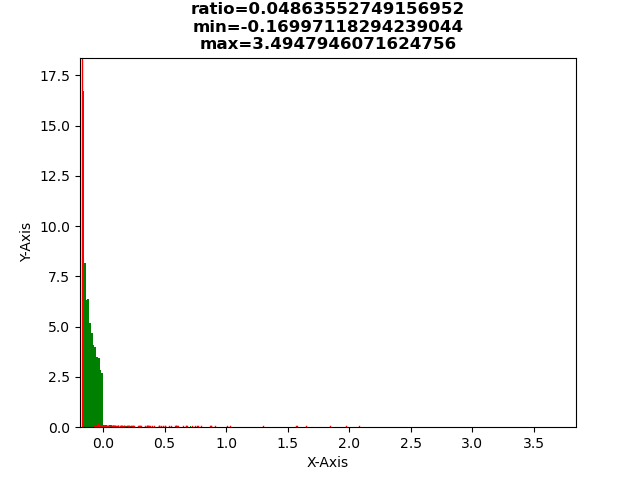 ratio=0.04863552749156952
min=-0.16997118294239044
max=3.4947946071624756
17.5
15.0
12.5
10.0
7.5
5.0
2.5
0.0
Y-Axis
0.0 0.5 1.0 1.5 2.0 2.5 3.0 3.5
X-Axis